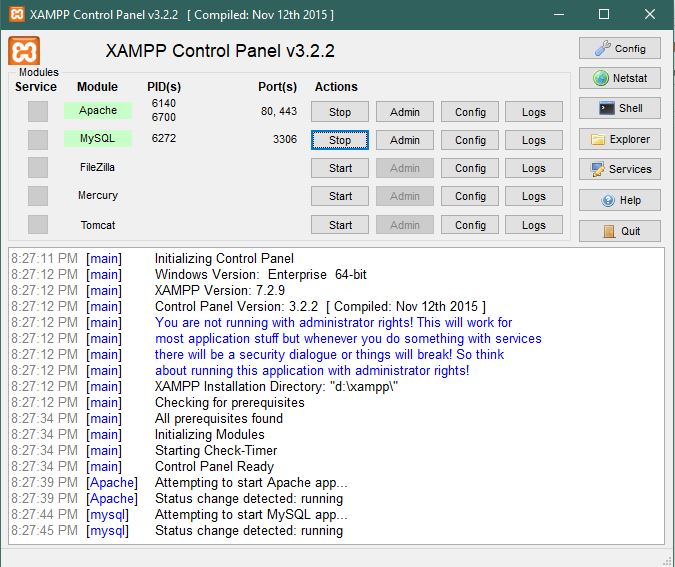 XAMPP Control Panel v3.2.2 [ Compiled: Nov 12th 2015 ]
XAMPP Control Panel v3.2.2
Config
Modules
Service Module PID(s) Port(s) Actions
Netstat
Apache 6140 6700 80, 443 Stop Admin Config Logs
Shell
MySQL 6272 3306 Stop Admin Config Logs
Explorer
FileZilla Start Admin Config Logs
Services
Mercury Start Admin Config Logs
Help
Tomcat Start Admin Config Logs
Quit
8:27:11 PM [main] Initializing Control Panel
8:27:12 PM [main] Windows Version: Enterprise 64-bit
8:27:12 PM [main] XAMPP Version: 7.2.9
8:27:12 PM [main] Control Panel Version: 3.2.2 [ Compiled: Nov 12th 2015 ]
8:27:12 PM [main] You are not running with administrator rights! This will work for
8:27:12 PM [main] most application stuff but whenever you do something with services
8:27:12 PM [main] there will be a security dialogue or things will break! So think
8:27:12 PM [main] about running this application with administrator rights!
8:27:12 PM [main] XAMPP Installation Directory: "d:\xampp\"
8:27:12 PM [main] Checking for prerequisites
8:27:34 PM [main] All prerequisites found
8:27:34 PM [main] Initializing Modules
8:27:34 PM [main] Starting Check-Timer
8:27:34 PM [main] Control Panel Ready
8:27:39 PM [Apache] Attempting to start Apache app...
8:27:39 PM [Apache] Status change detected: running
8:27:44 PM [mysql] Attempting to start MySQL app...
8:27:45 PM [mysql] Status change detected: running